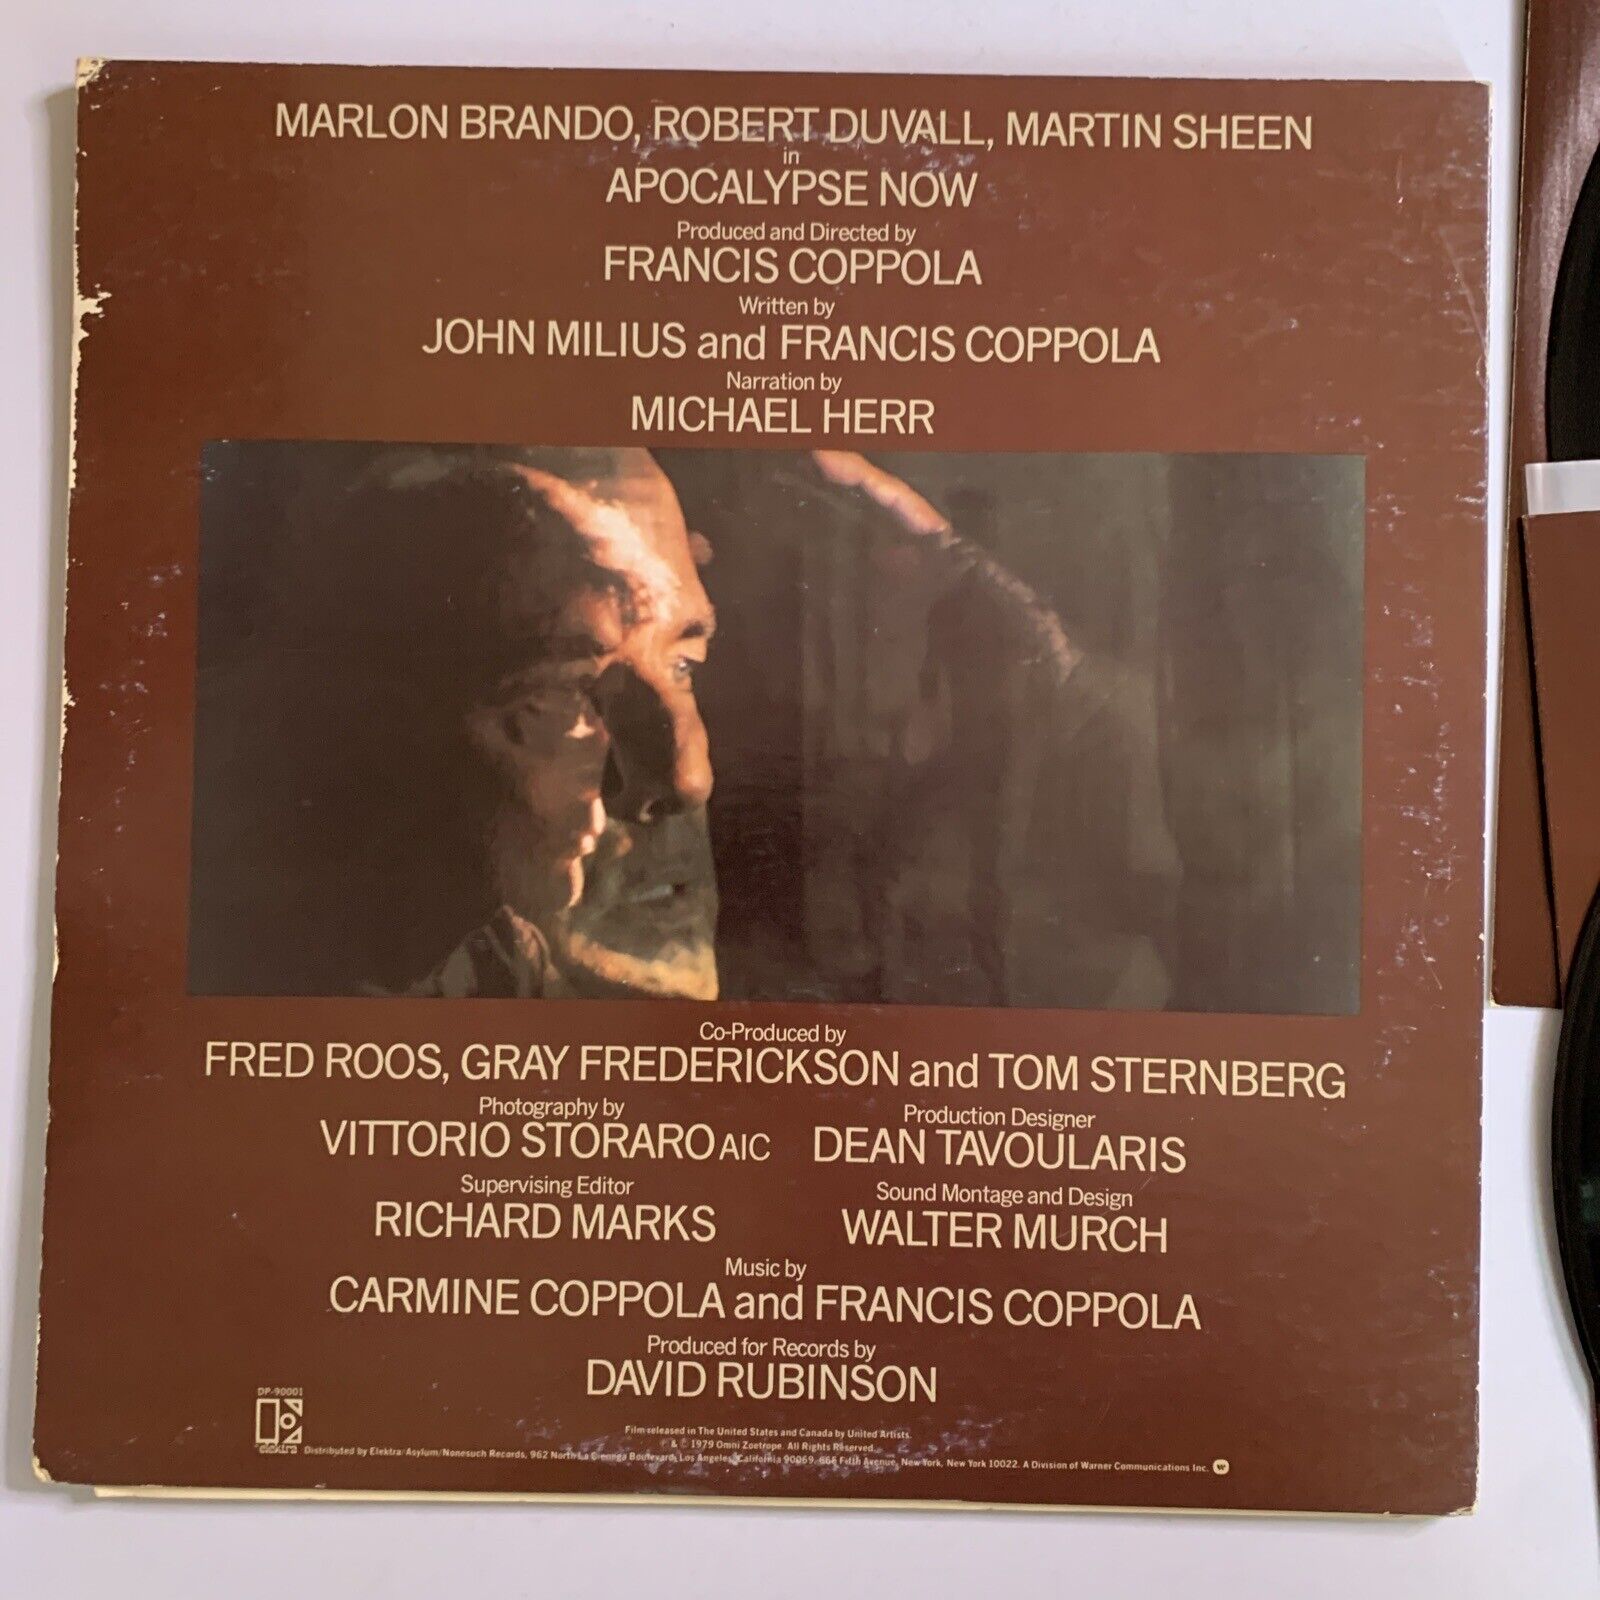 MARLON BRANDO, ROBERT DUVALL, MARTIN SHEEN
in
APOCALYPSE NOW
Produced and Directed by
FRANCIS COPPOLA
Written by
JOHN MILIUS and FRANCIS COPPOLA
Narration by
MICHAEL HERR
Co-Produced by
FRED ROOS, GRAY FREDERICKSON and TOM STERNBERG
Photography by
VITTORIO STORARO AIC
Production Designer
DEAN TAVOULARIS
Supervising Editor
RICHARD MARKS
Sound Montage and Design
WALTER MURCH
Music by
CARMINE COPPOLA and FRANCIS COPPOLA
Produced for Records by
DAVID RUBINSON
DP-90001
elektra
Film released in The United States and Canada by United Artists.
℗ & © 1979 Omni Zoetrope. All Rights Reserved.
Distributed by Elektra/Asylum/Nonesuch Records, 962 North La Cienega Boulevard, Los Angeles, California 90069. 665 Fifth Avenue, New York, New York 10022. A Division of Warner Communications Inc.